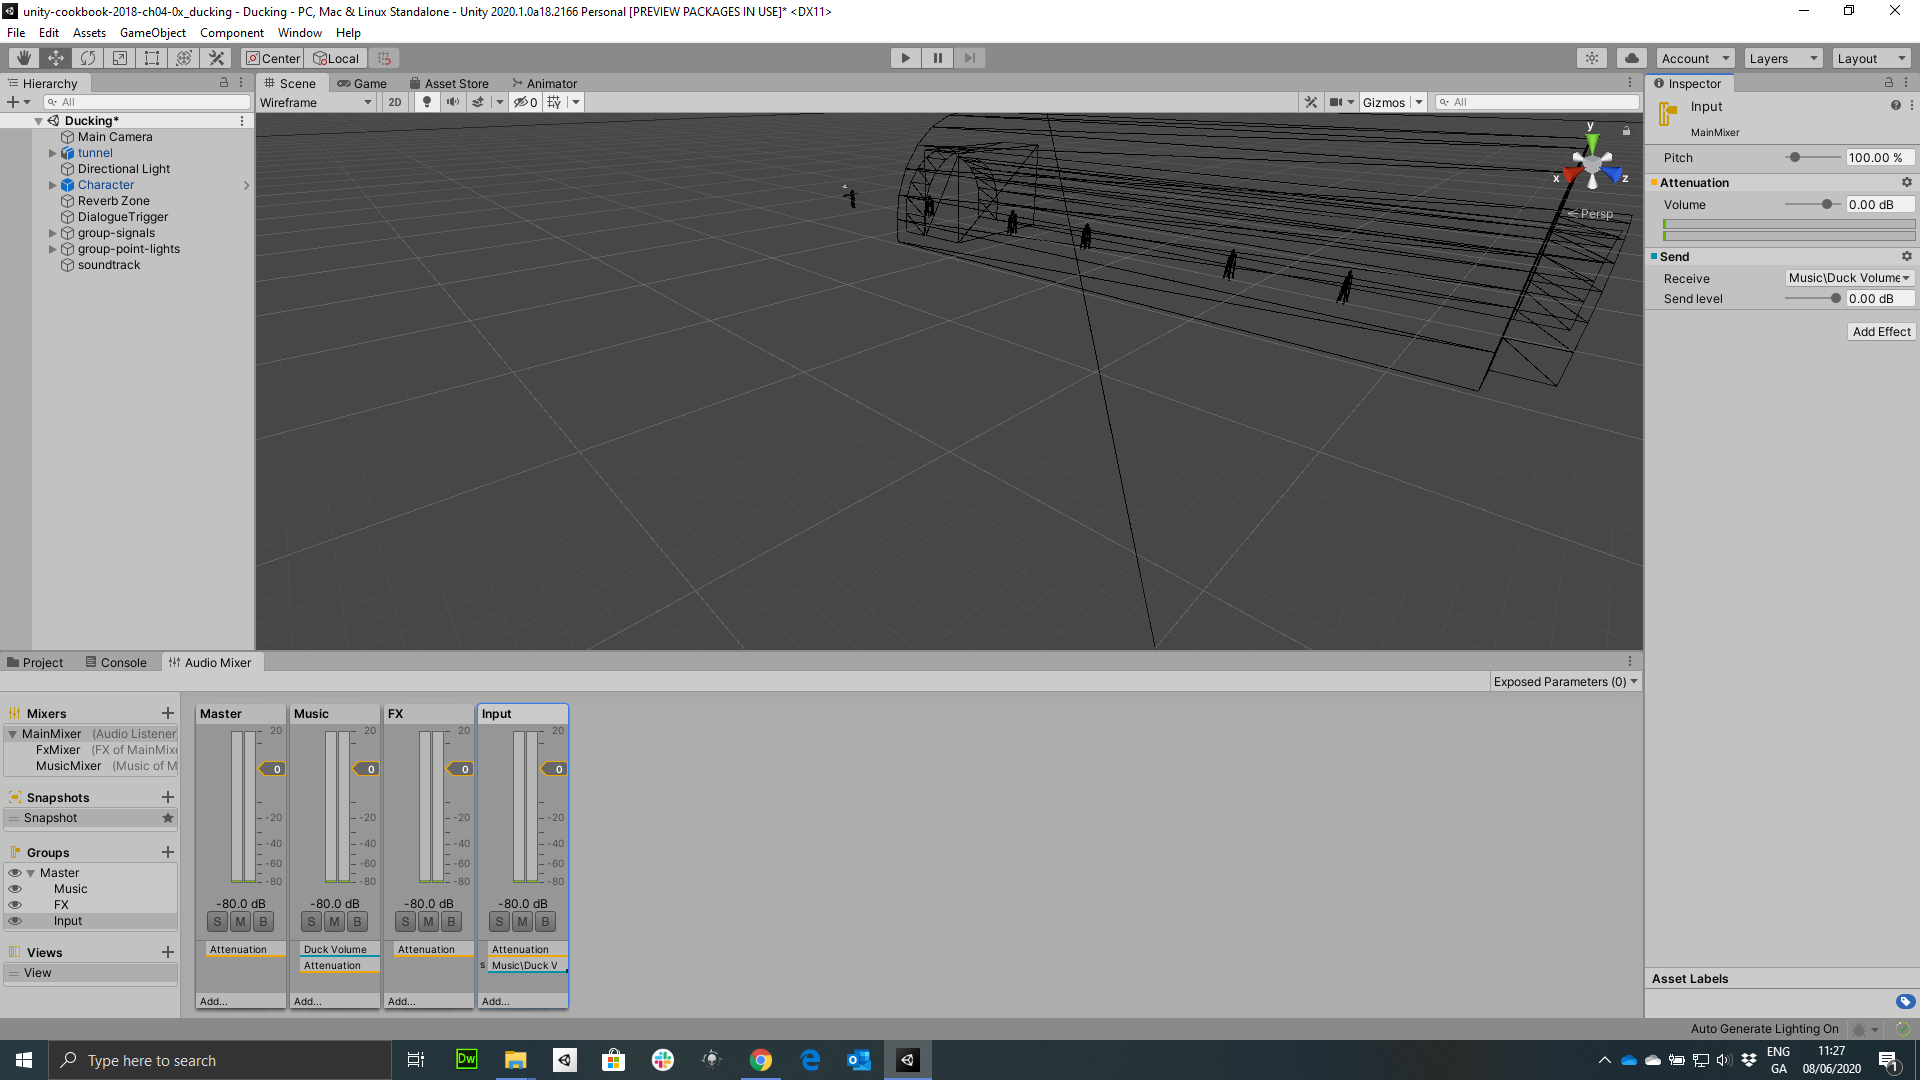 unity-cookbook-2018-ch04-0x_ducking - Ducking - PC, Mac & Linux Standalone - Unity 2020.1.0a18.2166 Personal [PREVIEW PACKAGES IN USE]* <DX11>
File Edit Assets GameObject Component Window Help
Center Local Account Layers Layout
Hierarchy
All
Ducking*
Main Camera
tunnel
Directional Light
Character
Reverb Zone
DialogueTrigger
group-signals
group-point-lights
soundtrack
Scene Game Asset Store Animator
Wireframe 2D 0 Gizmos All
y
x
z
Persp
Inspector
Input
MainMixer
Pitch 100.00 %
Attenuation
Volume 0.00 dB
Send
Receive Music\Duck Volume
Send level 0.00 dB
Add Effect
Asset Labels
Project Console Audio Mixer
Exposed Parameters (0)
Mixers
MainMixer (Audio Listener
FxMixer (FX of MainMix
MusicMixer (Music of M
Snapshots
Snapshot
Groups
Master
Music
FX
Input
Views
View
Master
20
0
-20
-40
-60
-80
-80.0 dB
S M B
Attenuation
Add...
Music
20
0
-20
-40
-60
-80
-80.0 dB
S M B
Duck Volume
Attenuation
Add...
FX
20
0
-20
-40
-60
-80
-80.0 dB
S M B
Attenuation
Add...
Input
20
0
-20
-40
-60
-80
-80.0 dB
S M B
Attenuation
s Music\Duck V
Add...
Auto Generate Lighting On
Type here to search
Dw
ENG
GA
11:27
08/06/2020
1